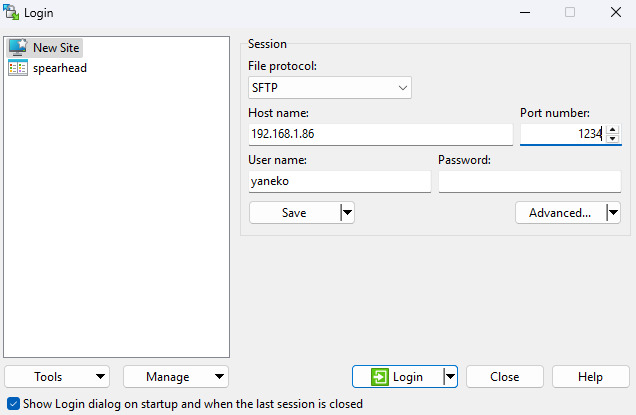 Login
New Site
spearhead
Session
File protocol:
SFTP
Host name:
Port number:
192.168.1.86
1234
User name:
Password:
yaneko
Save
Advanced...
Tools
Manage
Login
Close
Help
Show Login dialog on startup and when the last session is closed